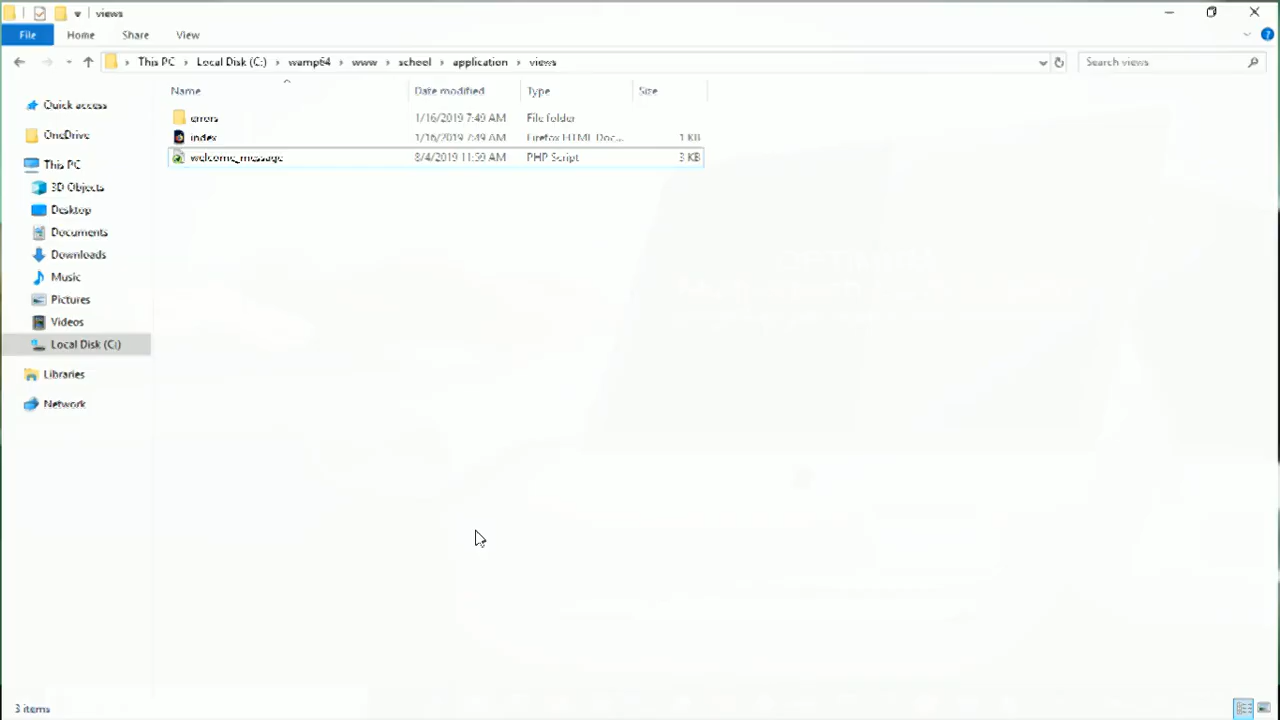 views
File Home Share View
This PC Local Disk (C:) wamp64 www school application views Search views
Name Date modified Type Size
Quick access
OneDrive
This PC
3D Objects
Desktop
Documents
Downloads
Music
Pictures
Videos
Local Disk (C:)
Libraries
Network
errors 1/16/2019 7:49 AM File folder
index 1/16/2019 7:49 AM Firefox HTML Doc... 1 KB
welcome_message 8/4/2019 11:59 AM PHP Script 3 KB
3 items